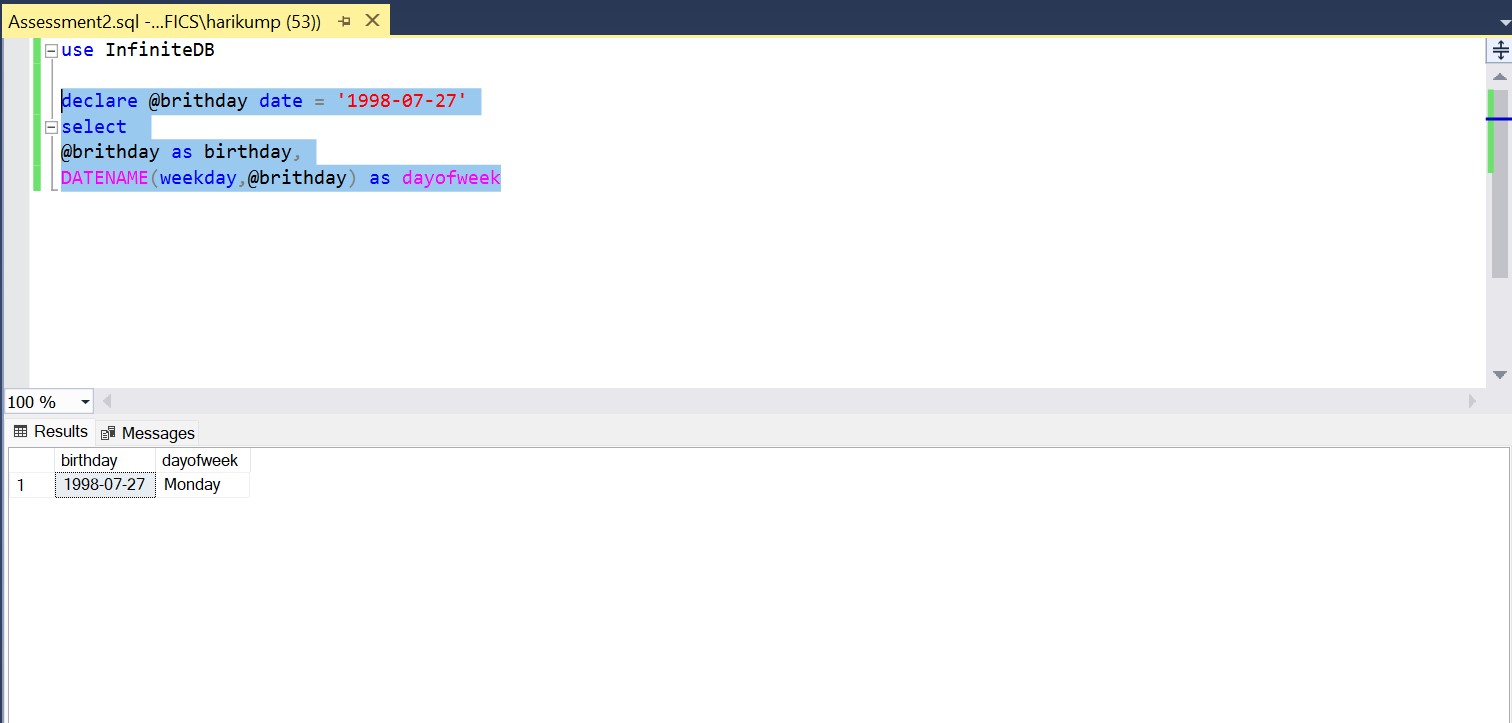 Assessment2.sql -...FICS\harikump (53))
use InfiniteDB
declare @brithday date = '1998-07-27'
select
@brithday as birthday,
DATENAME(weekday,@brithday) as dayofweek
100 %
Results Messages
birthday dayofweek
1 1998-07-27 Monday